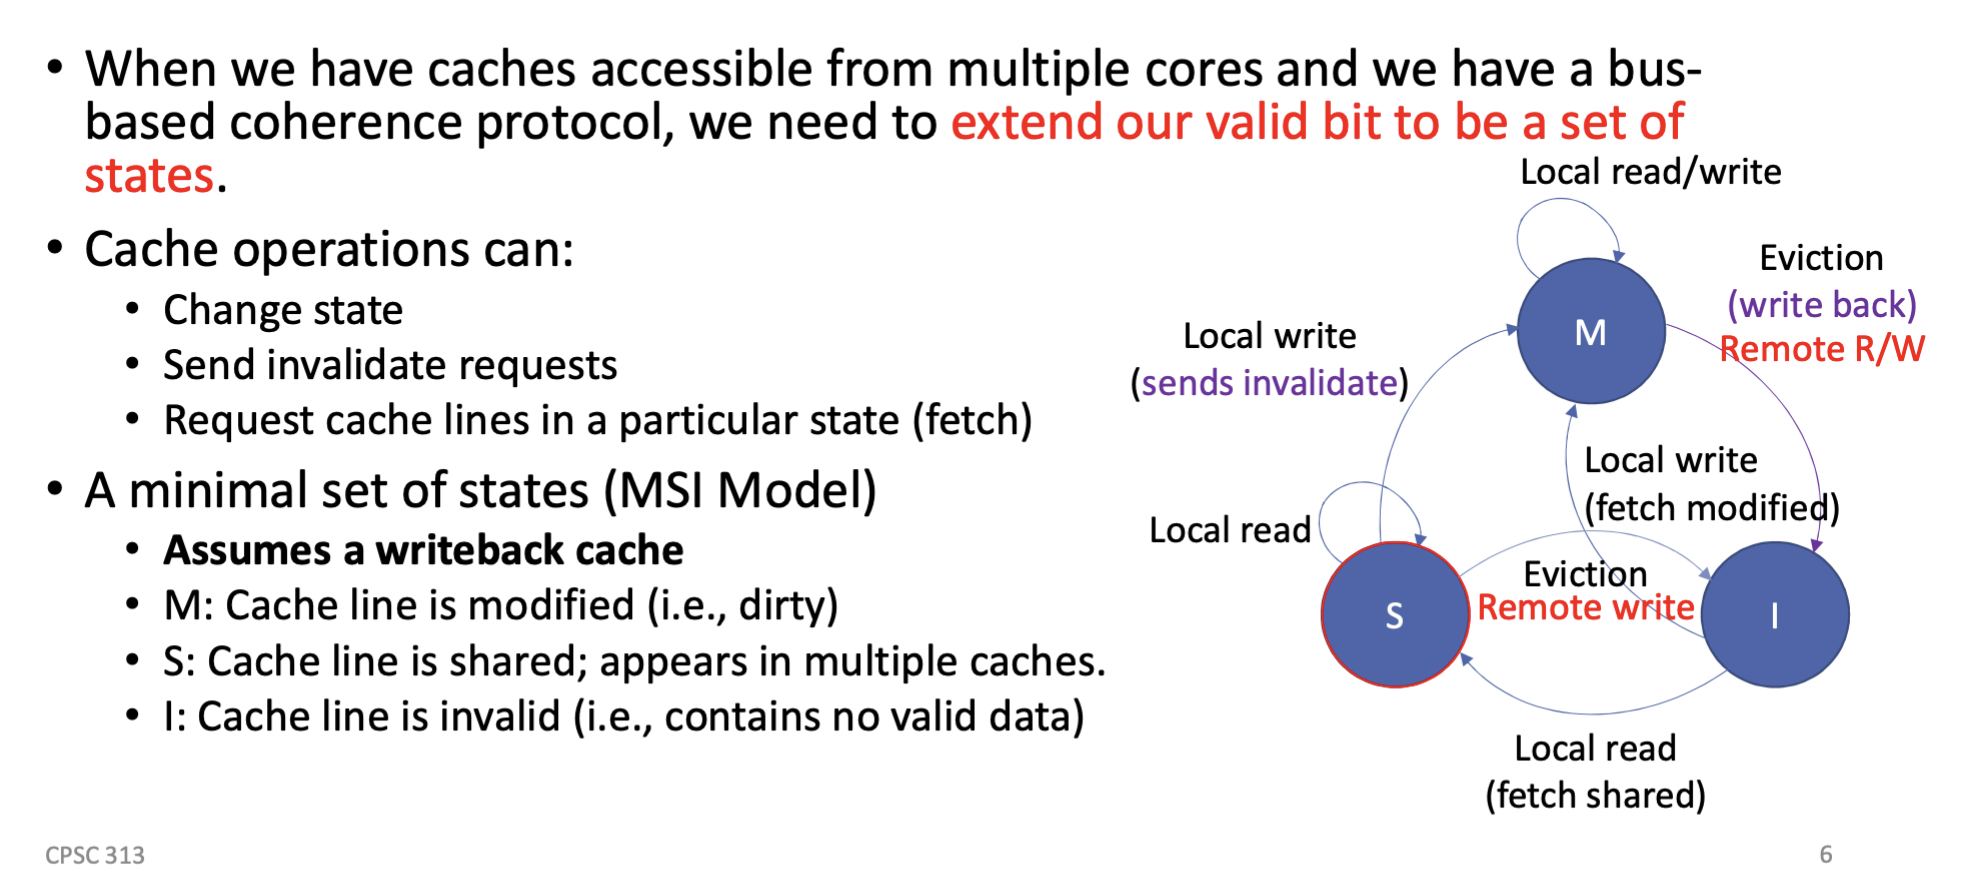 • When we have caches accessible from multiple cores and we have a bus-
based coherence protocol, we need to extend our valid bit to be a set of
states.
• Cache operations can:
• Change state
• Send invalidate requests
• Request cache lines in a particular state (fetch)
• A minimal set of states (MSI Model)
• Assumes a writeback cache
• M: Cache line is modified (i.e., dirty)
• S: Cache line is shared; appears in multiple caches.
• I: Cache line is invalid (i.e., contains no valid data)
Local read/write
Eviction
(write back)
Remote R/W
M
Local write
(sends invalidate)
Local write
(fetch modified)
Local read
Eviction
Remote write
S
I
Local read
(fetch shared)
CPSC 313
6